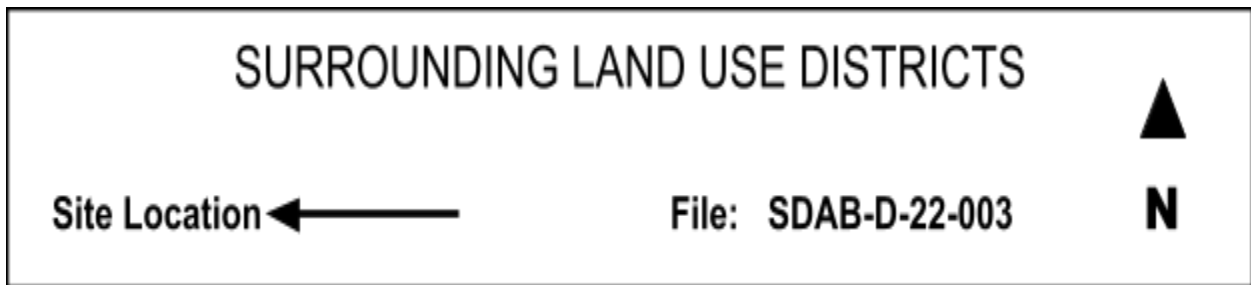 SURROUNDING LAND USE DISTRICTS
Site Location File: SDAB-D-22-003 N